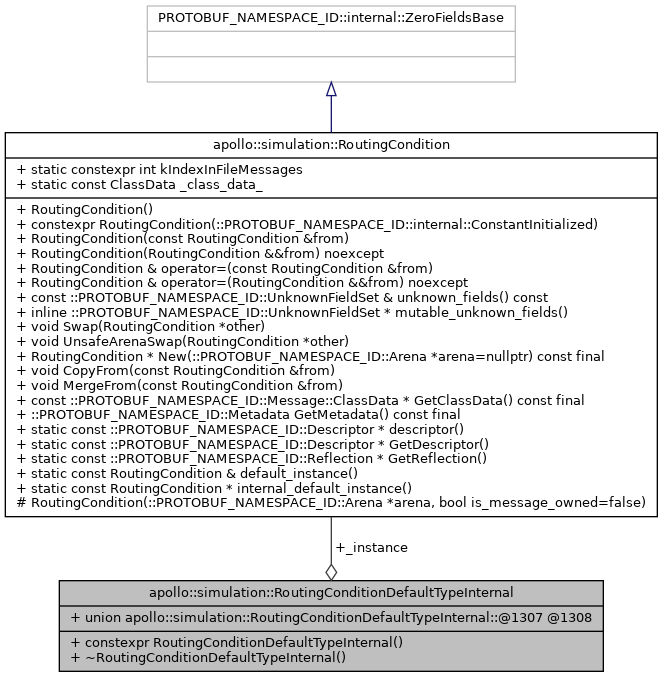 PROTOBUF_NAMESPACE_ID::internal::ZeroFieldsBase
apollo::simulation::RoutingCondition
+ static constexpr int kIndexInFileMessages
+ static const ClassData _class_data_
+ RoutingCondition()
+ constexpr RoutingCondition(::PROTOBUF_NAMESPACE_ID::internal::ConstantInitialized)
+ RoutingCondition(const RoutingCondition &from)
+ RoutingCondition(RoutingCondition &&from) noexcept
+ RoutingCondition & operator=(const RoutingCondition &from)
+ RoutingCondition & operator=(RoutingCondition &&from) noexcept
+ const ::PROTOBUF_NAMESPACE_ID::UnknownFieldSet & unknown_fields() const
+ inline ::PROTOBUF_NAMESPACE_ID::UnknownFieldSet * mutable_unknown_fields()
+ void Swap(RoutingCondition *other)
+ void UnsafeArenaSwap(RoutingCondition *other)
+ RoutingCondition * New(::PROTOBUF_NAMESPACE_ID::Arena *arena=nullptr) const final
+ void CopyFrom(const RoutingCondition &from)
+ void MergeFrom(const RoutingCondition &from)
+ const ::PROTOBUF_NAMESPACE_ID::Message::ClassData * GetClassData() const final
+ ::PROTOBUF_NAMESPACE_ID::Metadata GetMetadata() const final
+ static const ::PROTOBUF_NAMESPACE_ID::Descriptor * descriptor()
+ static const ::PROTOBUF_NAMESPACE_ID::Descriptor * GetDescriptor()
+ static const ::PROTOBUF_NAMESPACE_ID::Reflection * GetReflection()
+ static const RoutingCondition & default_instance()
+ static const RoutingCondition * internal_default_instance()
# RoutingCondition(::PROTOBUF_NAMESPACE_ID::Arena *arena, bool is_message_owned=false)
+_instance
apollo::simulation::RoutingConditionDefaultTypeInternal
+ union apollo::simulation::RoutingConditionDefaultTypeInternal::@1307 @1308
+ constexpr RoutingConditionDefaultTypeInternal()
+ ~RoutingConditionDefaultTypeInternal()